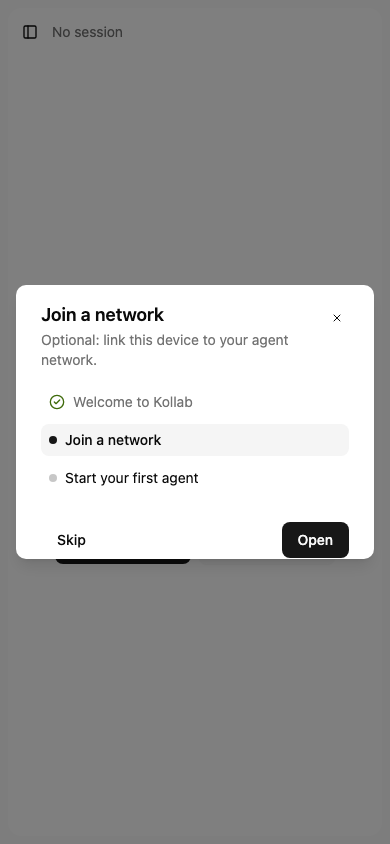 No session
Join a network
Optional: link this device to your agent
network.
Welcome to Kollab
Join a network
Start your first agent
Skip
Open